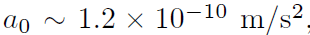 a₀ ∼ 1.2 × 10⁻¹⁰ m/s²,